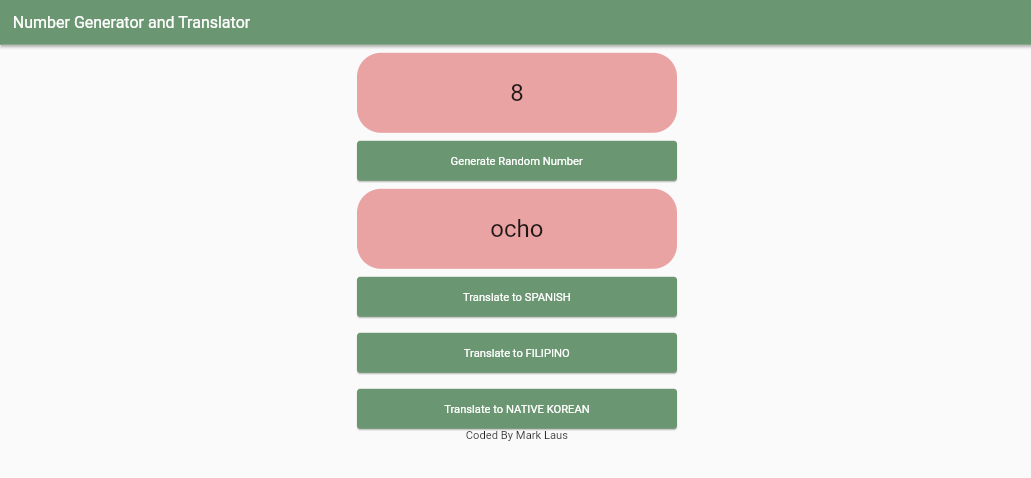 Number Generator and Translator
8
Generate Random Number
ocho
Translate to SPANISH
Translate to FILIPINO
Translate to NATIVE KOREAN
Coded By Mark Laus